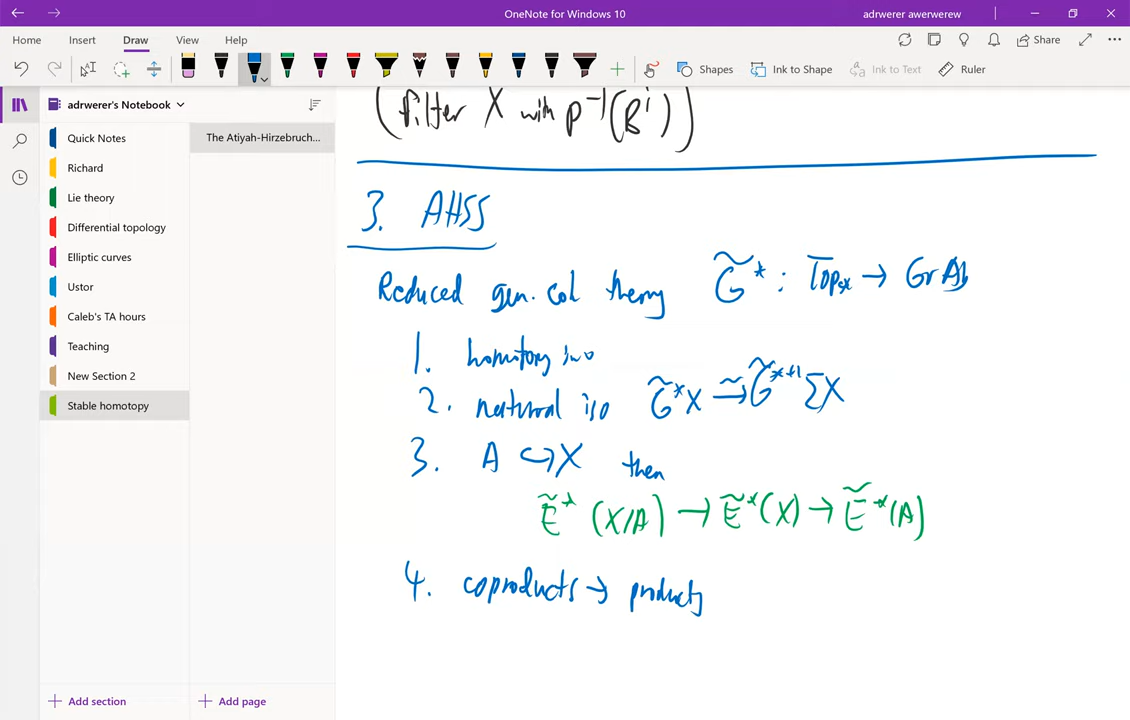 OneNote for Windows 10
adrwerer awerwerew
Home Insert Draw View Help
Share
Shapes Ink to Shape Ink to Text Ruler
adrwerer's Notebook
The Atiyah-Hirzebruch...
Quick Notes
Richard
Lie theory
Differential topology
Elliptic curves
Ustor
Caleb's TA hours
Teaching
New Section 2
Stable homotopy
Add section
Add page
(filter X with p⁻¹(Bⁱ))
3. AHSS
Reduced gen. coh theory G̃* : Top* → GrAb
1. homotopy inv
2. natural iso G̃*X ⥲ G̃*⁺¹ΣX
3. A ↪ X then
Ẽ*(X/A) → Ẽ*(X) → Ẽ*(A)
4. coproducts → products